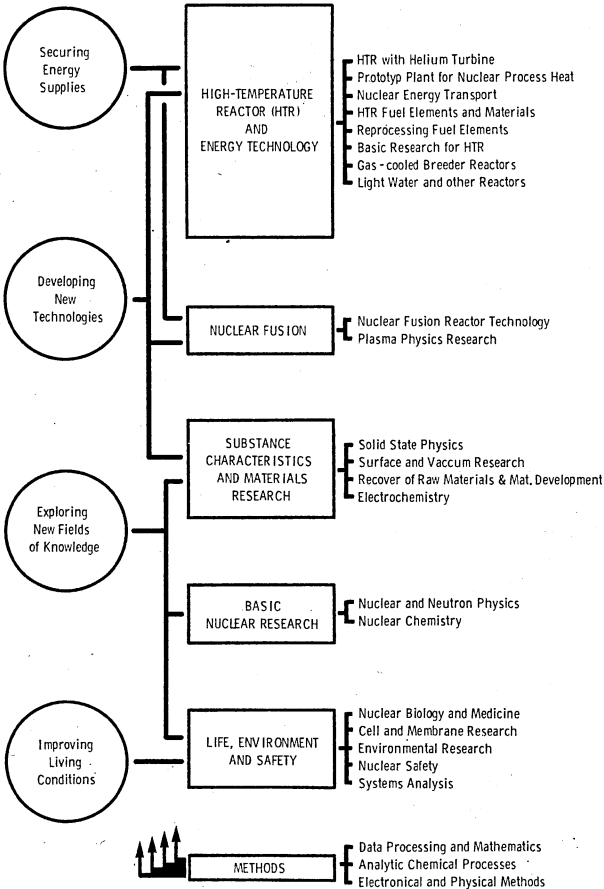 Securing
Energy
Supplies
HIGH-TEMPERATURE
REACTOR (HTR)
AND
ENERGY TECHNOLOGY
HTR with Helium Turbine
Prototyp Plant for Nuclear Process Heat
Nuclear Energy Transport
HTR Fuel Elements and Materials
Reprocessing Fuel Elements
Basic Research for HTR
Gas-cooled Breeder Reactors
Light Water and other Reactors
Developing
New
Technologies
NUCLEAR FUSION
Nuclear Fusion Reactor Technology
Plasma Physics Research
SUBSTANCE
CHARACTERISTICS
AND MATERIALS
RESEARCH
Solid State Physics
Surface and Vaccum Research
Recover of Raw Materials & Mat. Development
Electrochemistry
Exploring
New Fields
of Knowledge
BASIC
NUCLEAR RESEARCH
Nuclear and Neutron Physics
Nuclear Chemistry
Improving
Living
Conditions
LIFE, ENVIRONMENT
AND SAFETY
Nuclear Biology and Medicine
Cell and Membrane Research
Environmental Research
Nuclear Safety
Systems Analysis
METHODS
Data Processing and Mathematics
Analytic Chemical Processes
Electronical and Physical Methods